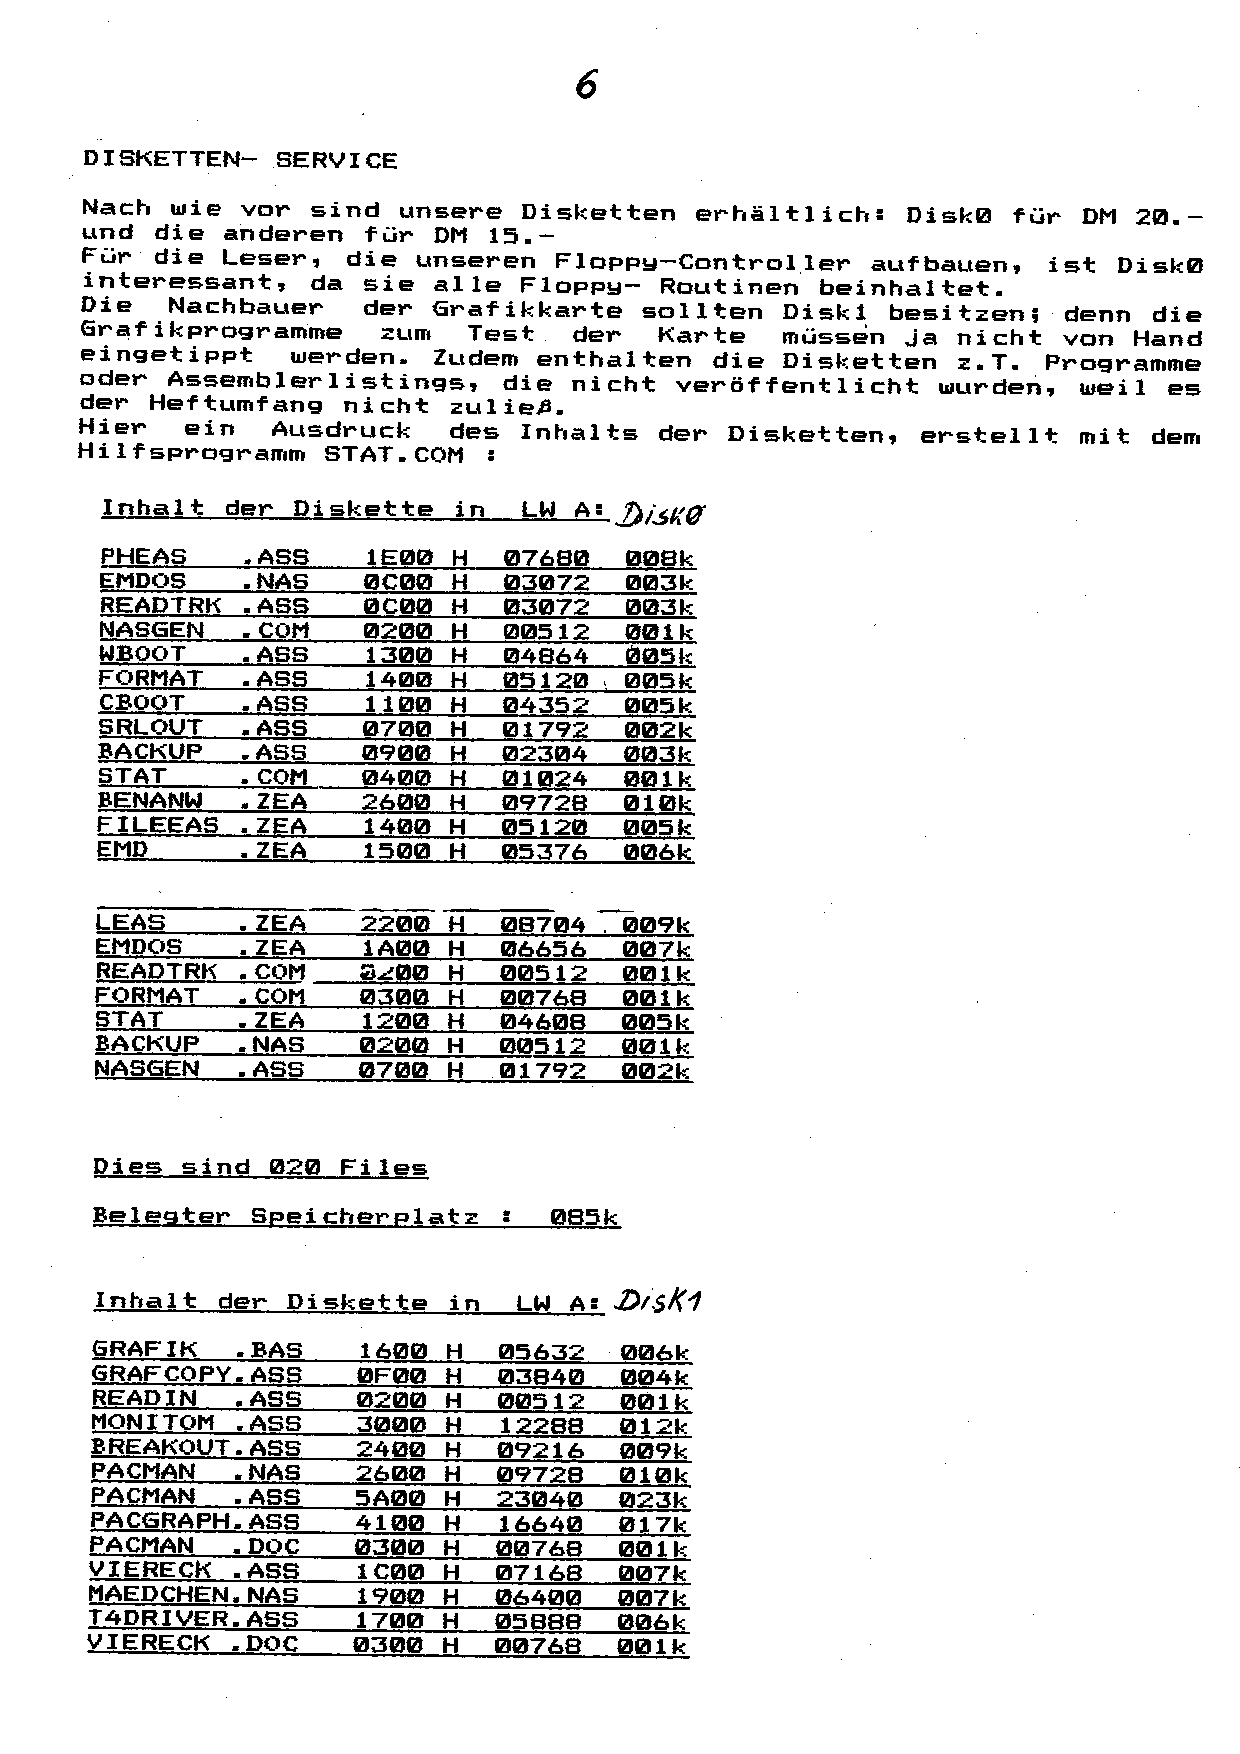 6
DISKETTEN- SERVICE
Nach wie vor sind unsere Disketten erhältlich: Disk0 für DM 20.-
und die anderen für DM 15.-
Für die Leser, die unseren Floppy-Controller aufbauen, ist Disk0
interessant, da sie alle Floppy- Routinen beinhaltet.
Die Nachbauer der Grafikkarte sollten Disk1 besitzen; denn die
Grafikprogramme zum Test der Karte müssen ja nicht von Hand
eingetippt werden. Zudem enthalten die Disketten z.T. Programme
oder Assemblerlistings, die nicht veröffentlicht wurden, weil es
der Heftumfang nicht zuließ.
Hier ein Ausdruck des Inhalts der Disketten, erstellt mit dem
Hilfsprogramm STAT.COM :
Inhalt der Diskette in LW A: Disk0
PHEAS .ASS 1E00 H 07680 008k
EMDOS .NAS 0C00 H 03072 003k
READTRK .ASS 0C00 H 03072 003k
NASGEN .COM 0200 H 00512 001k
WBOOT .ASS 1300 H 04864 005k
FORMAT .ASS 1400 H 05120 005k
CBOOT .ASS 1100 H 04352 005k
SRLOUT .ASS 0700 H 01792 002k
BACKUP .ASS 0900 H 02304 003k
STAT .COM 0400 H 01024 001k
BENANW .ZEA 2600 H 09728 010k
FILEEAS .ZEA 1400 H 05120 005k
EMD .ZEA 1500 H 05376 006k
LEAS .ZEA 2200 H 08704 009k
EMDOS .ZEA 1A00 H 06656 007k
READTRK .COM 0200 H 00512 001k
FORMAT .COM 0300 H 00768 001k
STAT .ZEA 1200 H 04608 005k
BACKUP .NAS 0200 H 00512 001k
NASGEN .ASS 0700 H 01792 002k
Dies sind 020 Files
Belegter Speicherplatz : 085k
Inhalt der Diskette in LW A: DisK1
GRAFIK .BAS 1600 H 05632 006k
GRAFCOPY.ASS 0F00 H 03840 004k
READIN .ASS 0200 H 00512 001k
MONITOM .ASS 3000 H 12288 012k
BREAKOUT.ASS 2400 H 09216 009k
PACMAN .NAS 2600 H 09728 010k
PACMAN .ASS 5A00 H 23040 023k
PACGRAPH.ASS 4100 H 16640 017k
PACMAN .DOC 0300 H 00768 001k
VIERECK .ASS 1C00 H 07168 007k
MAEDCHEN.NAS 1900 H 06400 007k
T4DRIVER.ASS 1700 H 05888 006k
VIERECK .DOC 0300 H 00768 001k